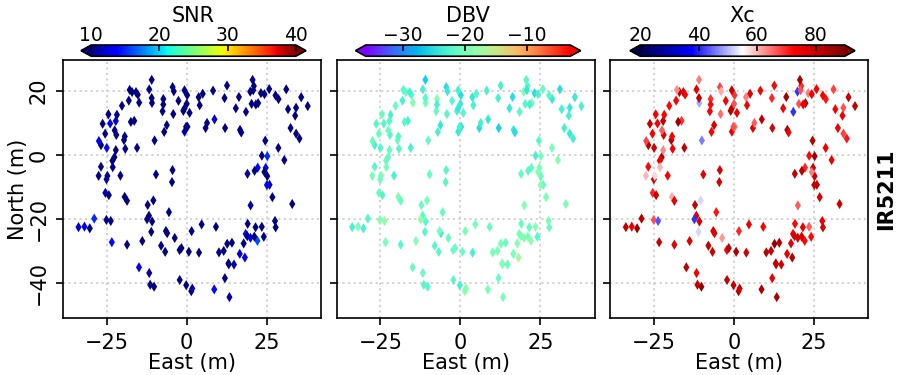 SNR DBV Xc
10 20 30 40 −30 −20 −10 20 40 60 80
20
0
−20
−40
North (m)
−25 0 25 −25 0 25 −25 0 25
East (m) East (m) East (m)
IR5211